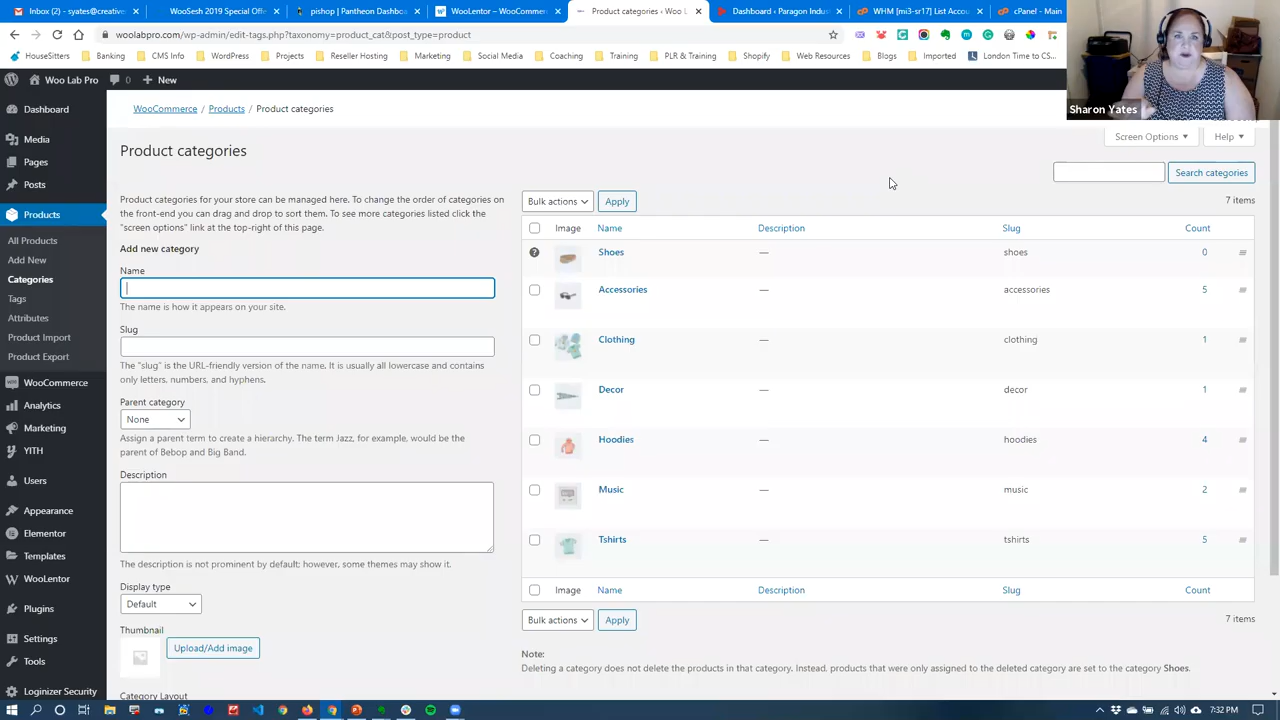 Inbox (2) - syates@creative
WooSesh 2019 Special Off
pishop | Pantheon Dashboa
WooLentor – WooCommerc
Product categories ‹ Woo L
Dashboard ‹ Paragon Indus
WHM [mi3-sr17] List Accou
cPanel - Main
woolabpro.com/wp-admin/edit-tags.php?taxonomy=product_cat&post_type=product
HouseSitters
Banking
CMS Info
WordPress
Projects
Reseller Hosting
Marketing
Social Media
Coaching
Training
PLR & Training
Shopify
Web Resources
Blogs
Imported
London Time to CS...
Sharon Yates
Woo Lab Pro
0
New
Dashboard
Media
Pages
Posts
Products
All Products
Add New
Categories
Tags
Attributes
Product Import
Product Export
WooCommerce
Analytics
Marketing
YITH
Users
Appearance
Elementor
Templates
WooLentor
Plugins
Settings
Tools
Loginizer Security
WooCommerce / Products / Product categories
Screen Options
Help
Product categories
Search categories
Product categories for your store can be managed here. To change the order of categories on
the front-end you can drag and drop to sort them. To see more categories listed click the
"screen options" link at the top-right of this page.
Add new category
Name
The name is how it appears on your site.
Slug
The "slug" is the URL-friendly version of the name. It is usually all lowercase and contains
only letters, numbers, and hyphens.
Parent category
None
Assign a parent term to create a hierarchy. The term Jazz, for example, would be the
parent of Bebop and Big Band.
Description
The description is not prominent by default; however, some themes may show it.
Display type
Default
Thumbnail
Upload/Add image
Category Layout
Bulk actions
Apply
7 items
Image Name Description Slug Count
Shoes — shoes 0
Accessories — accessories 5
Clothing — clothing 1
Decor — decor 1
Hoodies — hoodies 4
Music — music 2
Tshirts — tshirts 5
Image Name Description Slug Count
Bulk actions
Apply
7 items
Note:
Deleting a category does not delete the products in that category. Instead, products that were only assigned to the deleted category are set to the category Shoes.
7:32 PM